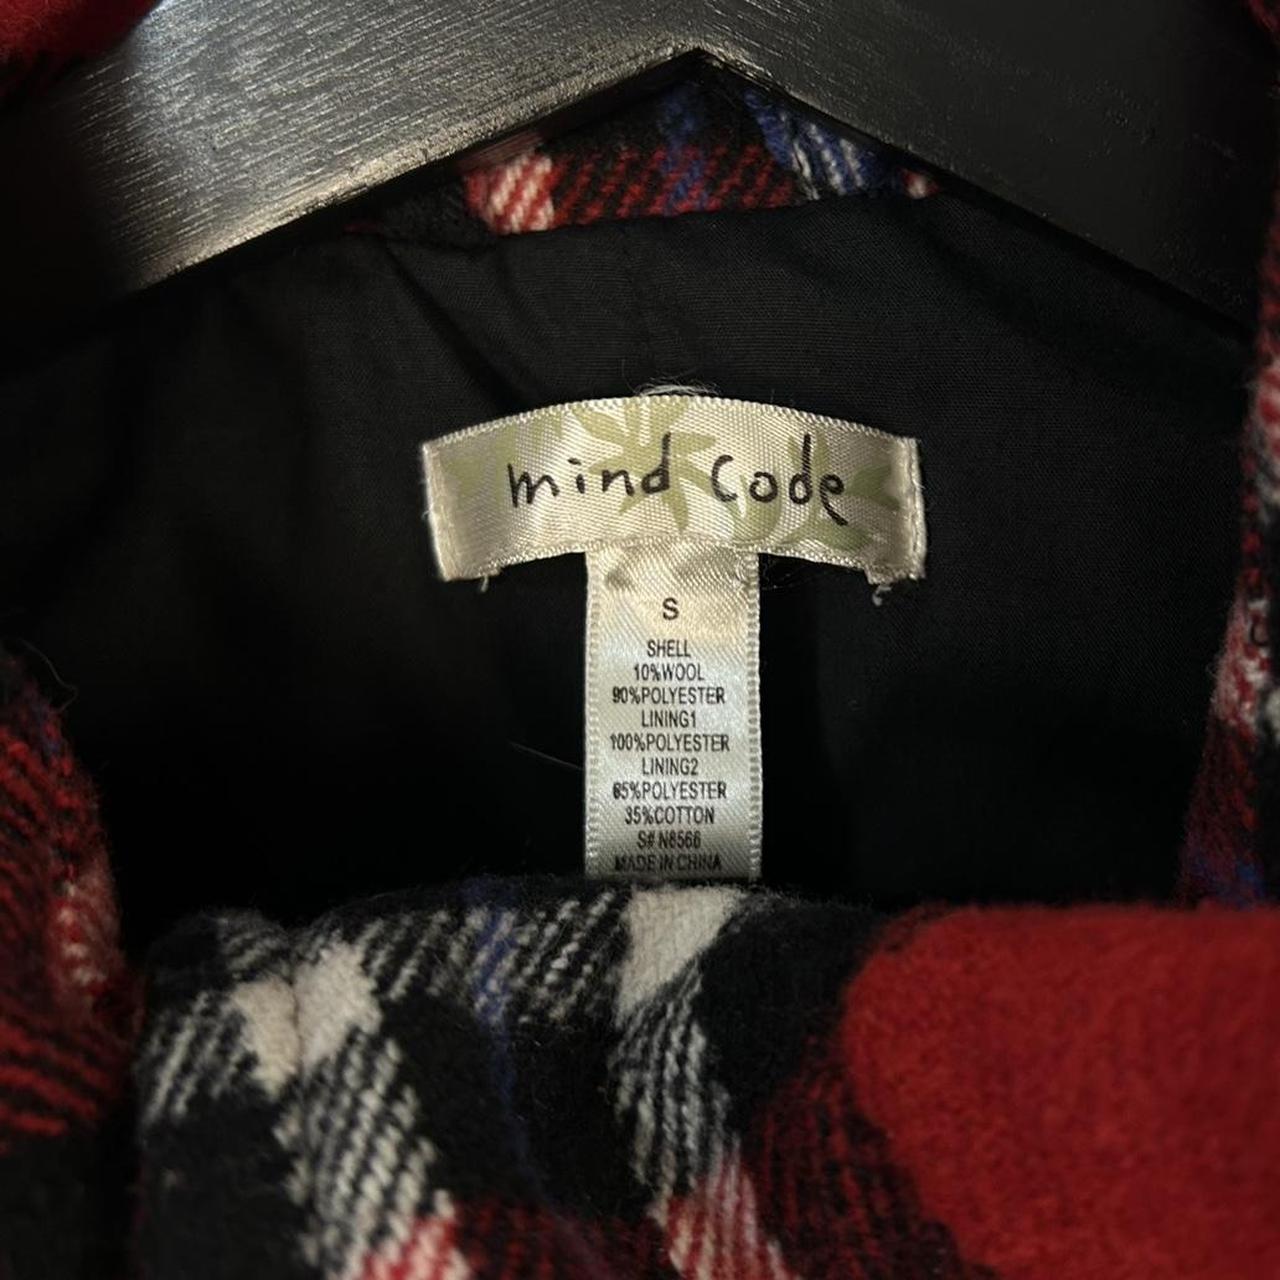 mind code
S
SHELL
10%WOOL
90%POLYESTER
LINING1
100%POLYESTER
LINING2
65%POLYESTER
35%COTTON
S# N8566
MADE IN CHINA